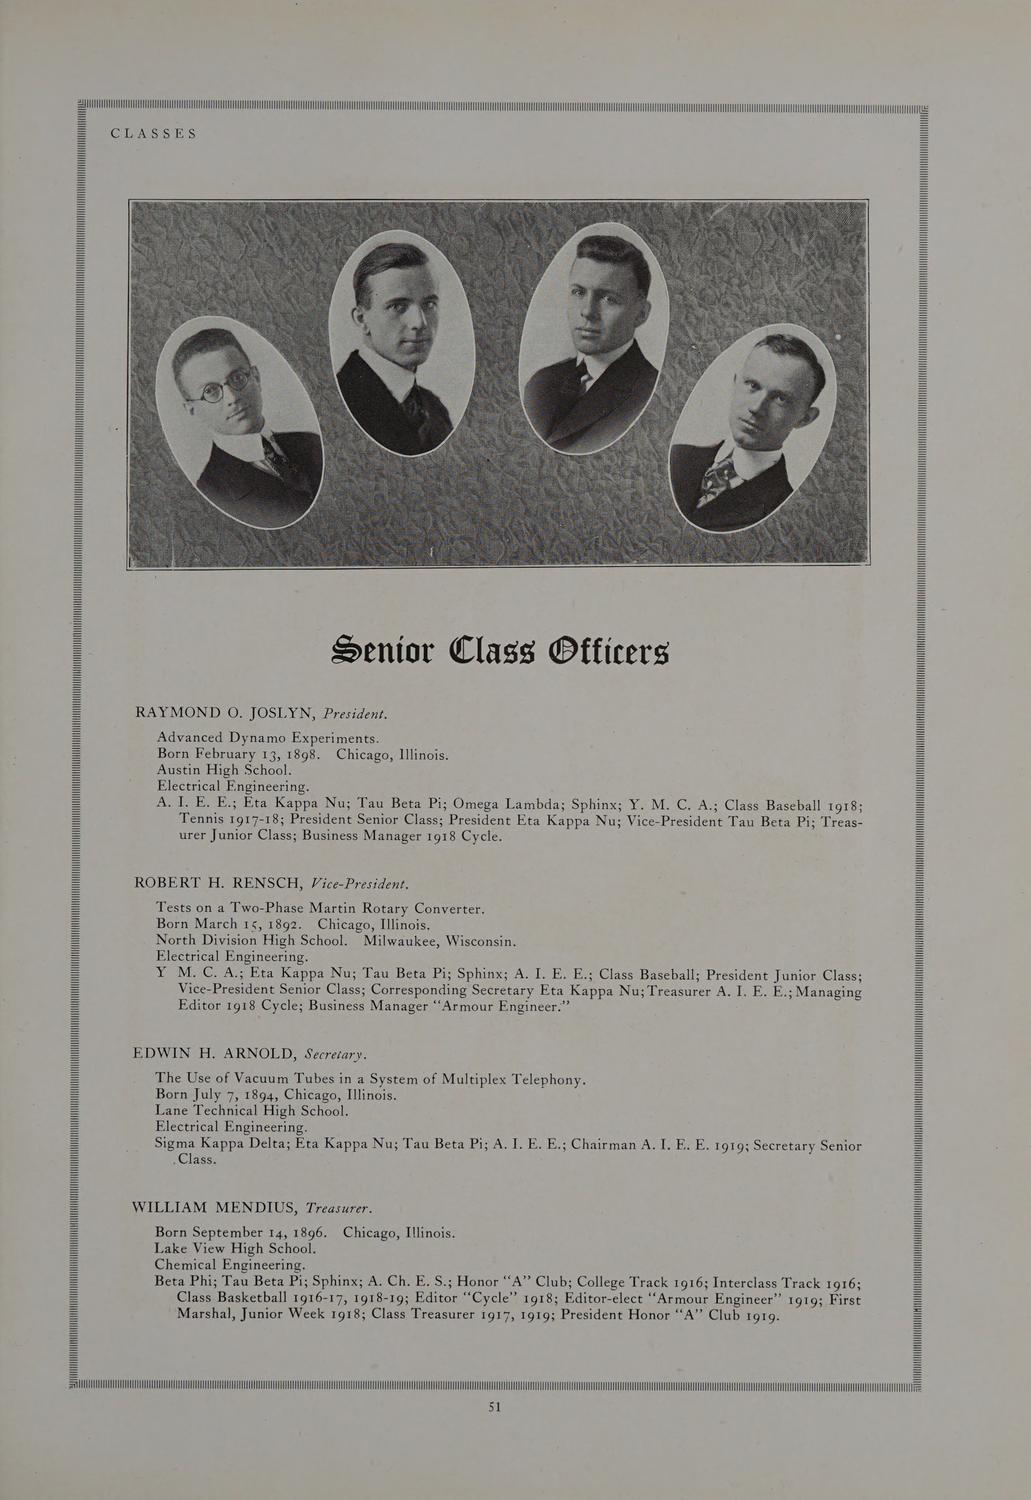 CLASSES
Senior Class Officers
RAYMOND O. JOSLYN, President.
Advanced Dynamo Experiments.
Born February 13, 1898. Chicago, Illinois.
Austin High School.
Electrical Engineering.
A. I. E. E.; Eta Kappa Nu; Tau Beta Pi; Omega Lambda; Sphinx; Y. M. C. A.; Class Baseball 1918;
Tennis 1917-18; President Senior Class; President Eta Kappa Nu; Vice-President Tau Beta Pi; Treas-
urer Junior Class; Business Manager 1918 Cycle.
ROBERT H. RENSCH, Vice-President.
Tests on a Two-Phase Martin Rotary Converter.
Born March 15, 1892. Chicago, Illinois.
North Division High School. Milwaukee, Wisconsin.
Electrical Engineering.
Y M. C. A.; Eta Kappa Nu; Tau Beta Pi; Sphinx; A. I. E. E.; Class Baseball; President Junior Class;
Vice-President Senior Class; Corresponding Secretary Eta Kappa Nu; Treasurer A. I. E. E.; Managing
Editor 1918 Cycle; Business Manager "Armour Engineer."
EDWIN H. ARNOLD, Secretary.
The Use of Vacuum Tubes in a System of Multiplex Telephony.
Born July 7, 1894, Chicago, Illinois.
Lane Technical High School.
Electrical Engineering.
Sigma Kappa Delta; Eta Kappa Nu; Tau Beta Pi; A. I. E. E.; Chairman A. I. E. E. 1919; Secretary Senior
Class.
WILLIAM MENDIUS, Treasurer.
Born September 14, 1896. Chicago, Illinois.
Lake View High School.
Chemical Engineering.
Beta Phi; Tau Beta Pi; Sphinx; A. Ch. E. S.; Honor "A" Club; College Track 1916; Interclass Track 1916;
Class Basketball 1916-17, 1918-19; Editor "Cycle" 1918; Editor-elect "Armour Engineer" 1919; First
Marshal, Junior Week 1918; Class Treasurer 1917, 1919; President Honor "A" Club 1919.
51